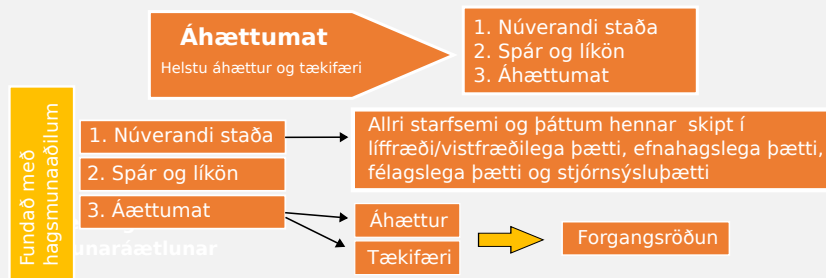 Áhættumat
Helstu áhættur og tækifæri
1. Núverandi staða
2. Spár og líkön
3. Áhættumat
Fundað með
hagsmunaaðilum
1. Núverandi staða
2. Spár og líkön
3. Áættumat
Allri starfsemi og þáttum hennar skipt í
líffræði/vistfræðilega þætti, efnahagslega þætti,
félagslega þætti og stjórnsýsluþætti
Áhættur
Tækifæri
Forgangsröðun
unaráætlunar